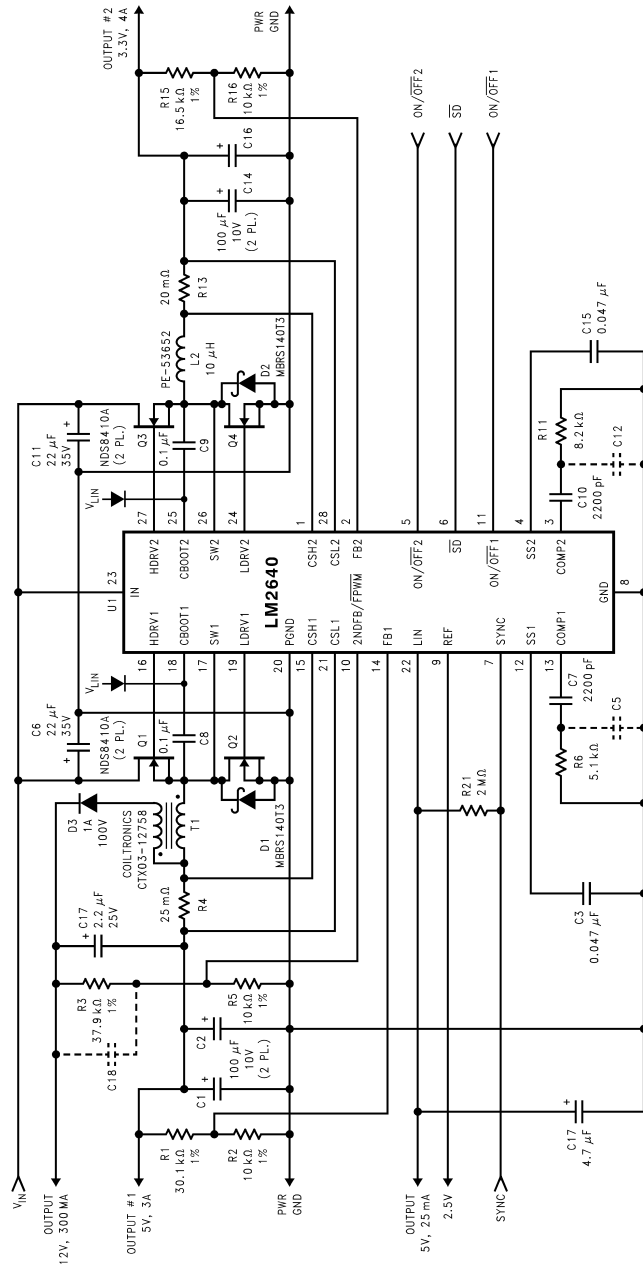 V_IN
OUTPUT
12V, 300 MA
OUTPUT #1
5V, 3A
PWR
GND
OUTPUT
5V, 25 mA
2.5V
SYNC
R3
37.9 kΩ
1%
C18
C17
2.2 µF
25V
+
D3
1A
100V
COILTRONICS
CTX03-12758
T1
25 mΩ
R4
R1
30.1 kΩ
1%
R2
10 kΩ
1%
C1
+
C2
+
100 µF
10V
(2 PL.)
R5
10 kΩ
1%
C6
22 µF
35V
+
NDS8410A
(2 PL.)
Q1
0.1 µF
C8
Q2
D1
MBRS140T3
V_LIN
16
18
17
19
20
15
21
10
14
22
9
7
12
13
U1
23
IN
HDRV1
CBOOT1
SW1
LDRV1
PGND
CSH1
CSL1
2NDFB/FPWM
FB1
LIN
REF
SYNC
SS1
COMP1
LM2640
HDRV2
CBOOT2
SW2
LDRV2
CSH2
CSL2
FB2
ON/OFF2
SD
ON/OFF1
SS2
COMP2
GND
8
27
25
26
24
1
28
2
5
6
11
4
3
V_LIN
C11
22 µF
35V
+
NDS8410A
(2 PL.)
Q3
0.1 µF
C9
Q4
D2
MBRS140T3
PE-53652
L2
10 µH
20 mΩ
R13
100 µF
10V
(2 PL.)
C14
+
C16
+
R15
16.5 kΩ
1%
R16
10 kΩ
1%
OUTPUT #2
3.3V, 4A
PWR
GND
ON/OFF2
SD
ON/OFF1
R21
2 MΩ
C17
4.7 µF
+
C3
0.047 µF
R6
5.1 kΩ
C5
C7
2200 pF
C10
2200 pF
R11
8.2 kΩ
C12
C15
0.047 µF